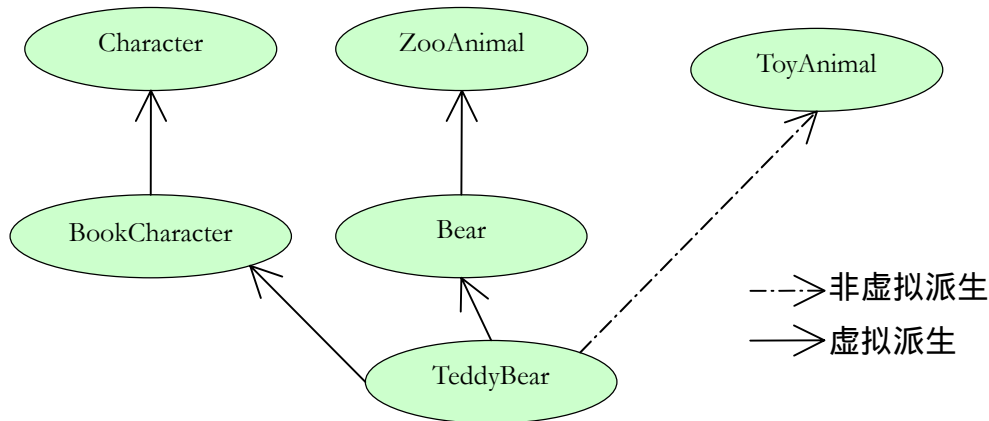 Character
ZooAnimal
ToyAnimal
BookCharacter
Bear
非虚拟派生
虚拟派生
TeddyBear